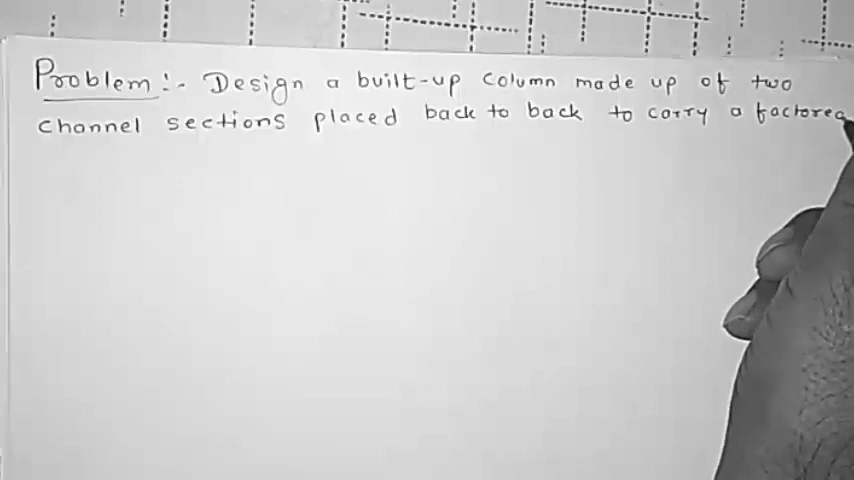 Problem:- Design a built-up column made up of two
channel sections placed back to back to carry a factored